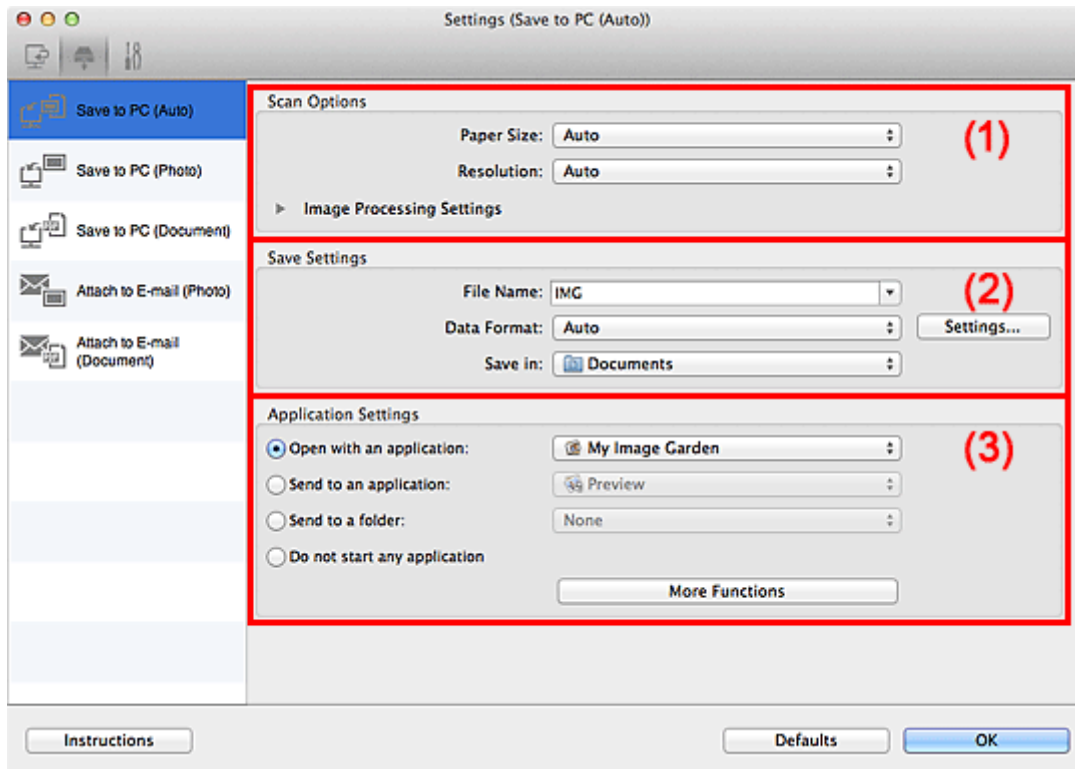 Settings (Save to PC (Auto))
Save to PC (Auto)
Save to PC (Photo)
Save to PC (Document)
Attach to E-mail (Photo)
Attach to E-mail
(Document)
Scan Options
(1)
Paper Size: Auto
Resolution: Auto
Image Processing Settings
Save Settings
(2)
File Name: IMG
Data Format: Auto Settings...
Save in: Documents
Application Settings
(3)
Open with an application: My Image Garden
Send to an application: Preview
Send to a folder: None
Do not start any application
More Functions
Instructions Defaults OK